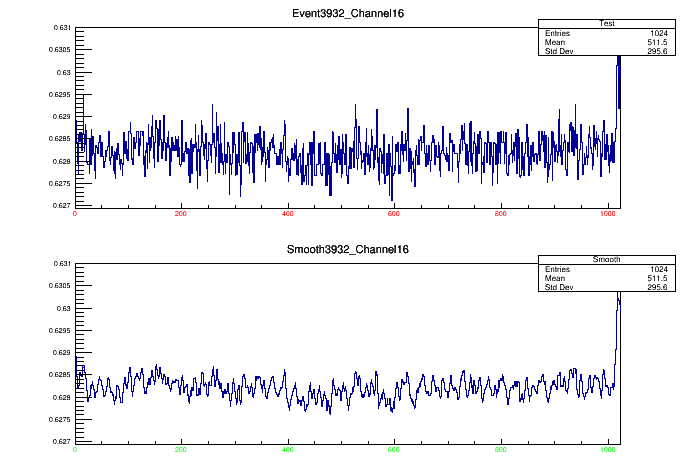 Event3932_Channel16
Test
Entries 1024
Mean 511.5
Std Dev 295.6
0.631
0.6305
0.63
0.6295
0.629
0.6285
0.628
0.6275
0.627
0 200 400 600 800 1000
Smooth3932_Channel16
Smooth
Entries 1024
Mean 511.5
Std Dev 295.6
0.631
0.6305
0.63
0.6295
0.629
0.6285
0.628
0.6275
0.627
0 200 400 600 800 1000